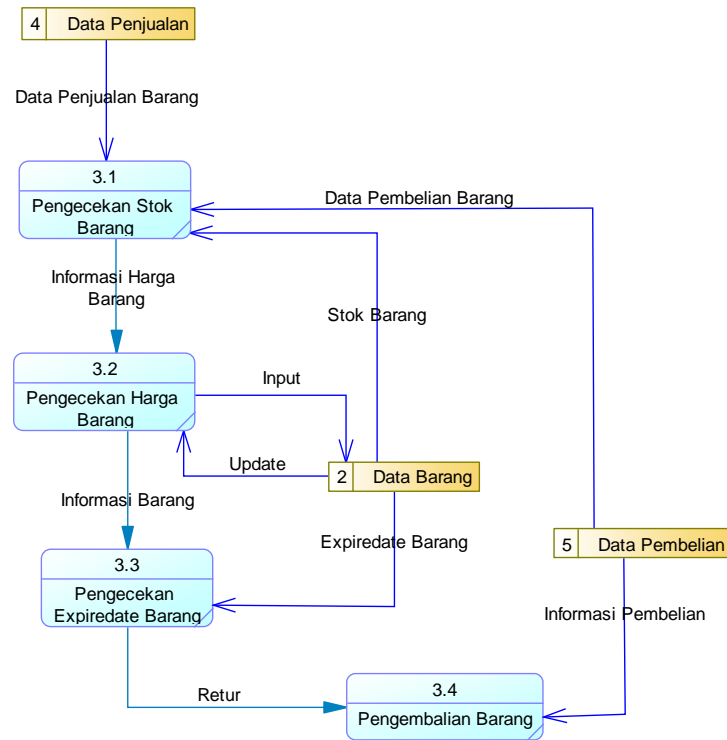 4 Data Penjualan
Data Penjualan Barang
3.1
Pengecekan Stok
Barang
Data Pembelian Barang
Informasi Harga
Barang
Stok Barang
3.2
Pengecekan Harga
Barang
Input
Update
2 Data Barang
Informasi Barang
Expiredate Barang
5 Data Pembelian
3.3
Pengecekan
Expiredate Barang
Informasi Pembelian
Retur
3.4
Pengembalian Barang